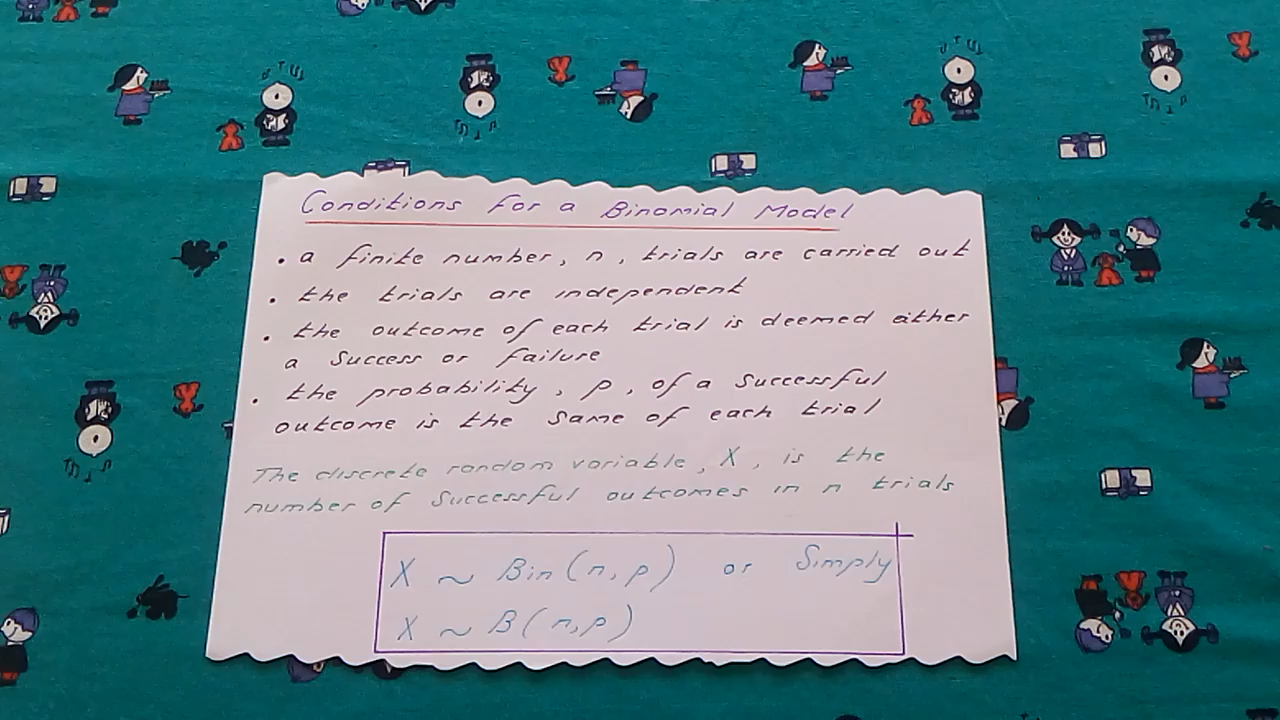 Conditions for a Binomial Model
• a finite number, n, trials are carried out
• the trials are independent
• the outcome of each trial is deemed either
a success or failure
• the probability, p, of a successful
outcome is the same of each trial
The discrete random variable, X, is the
number of successful outcomes in n trials
X ~ Bin(n,p) or Simply
X ~ B(n,p)